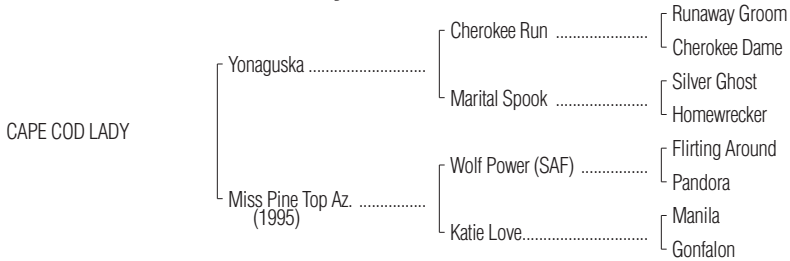 Runaway Groom
Cherokee Run ......................
Cherokee Dame
Yonaguska ............................
Silver Ghost
Marital Spook ......................
Homewrecker
CAPE COD LADY
Flirting Around
Wolf Power (SAF) ................
Pandora
Miss Pine Top Az. ................
(1995)
Manila
Katie Love..............................
Gonfalon